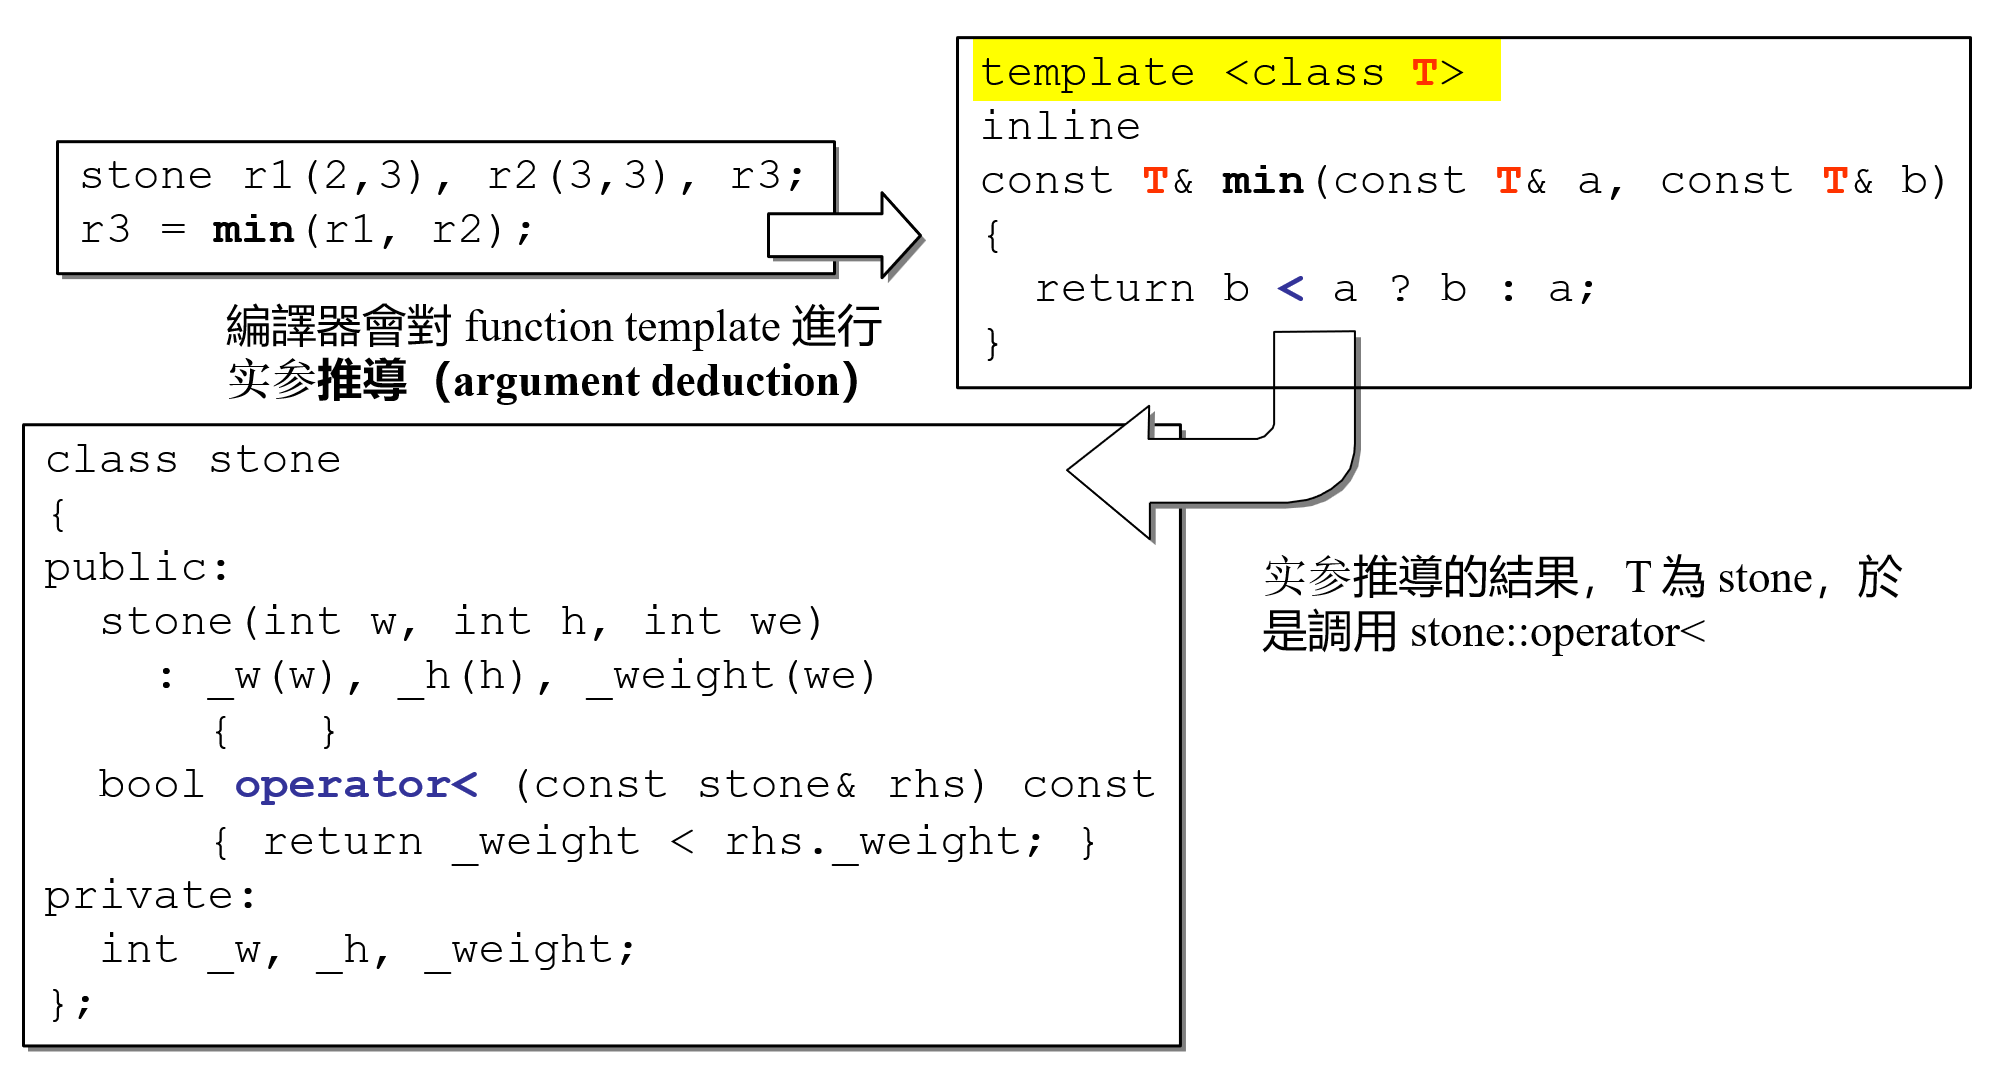 stone r1(2,3), r2(3,3), r3;
r3 = min(r1, r2);
編譯器會對 function template 進行
实参推導（argument deduction）
template <class T>
inline
const T& min(const T& a, const T& b)
{
  return b < a ? b : a;
}
class stone
{
public:
  stone(int w, int h, int we)
    : _w(w), _h(h), _weight(we)
      {   }
  bool operator< (const stone& rhs) const
      { return _weight < rhs._weight; }
private:
  int _w, _h, _weight;
};
实参推導的結果，T 為 stone，於
是調用 stone::operator<